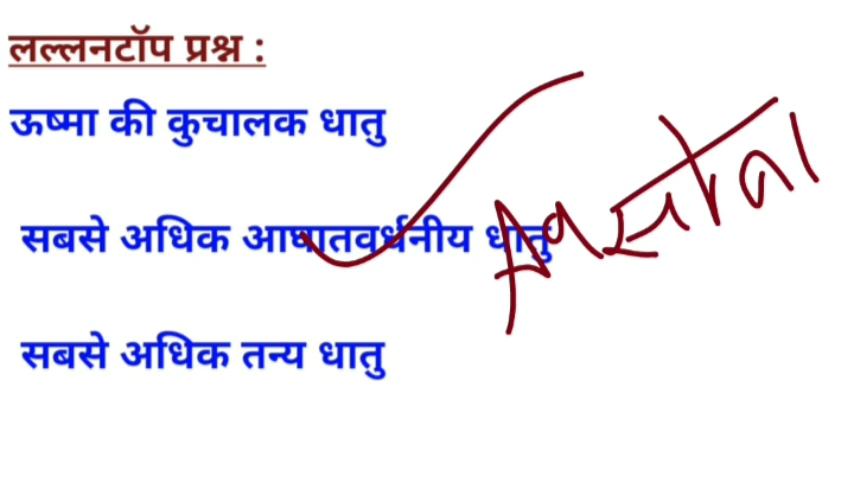 लल्लनटॉप प्रश्न :
ऊष्मा की कुचालक धातु
सबसे अधिक आघातवर्धनीय धातु
सबसे अधिक तन्य धातु